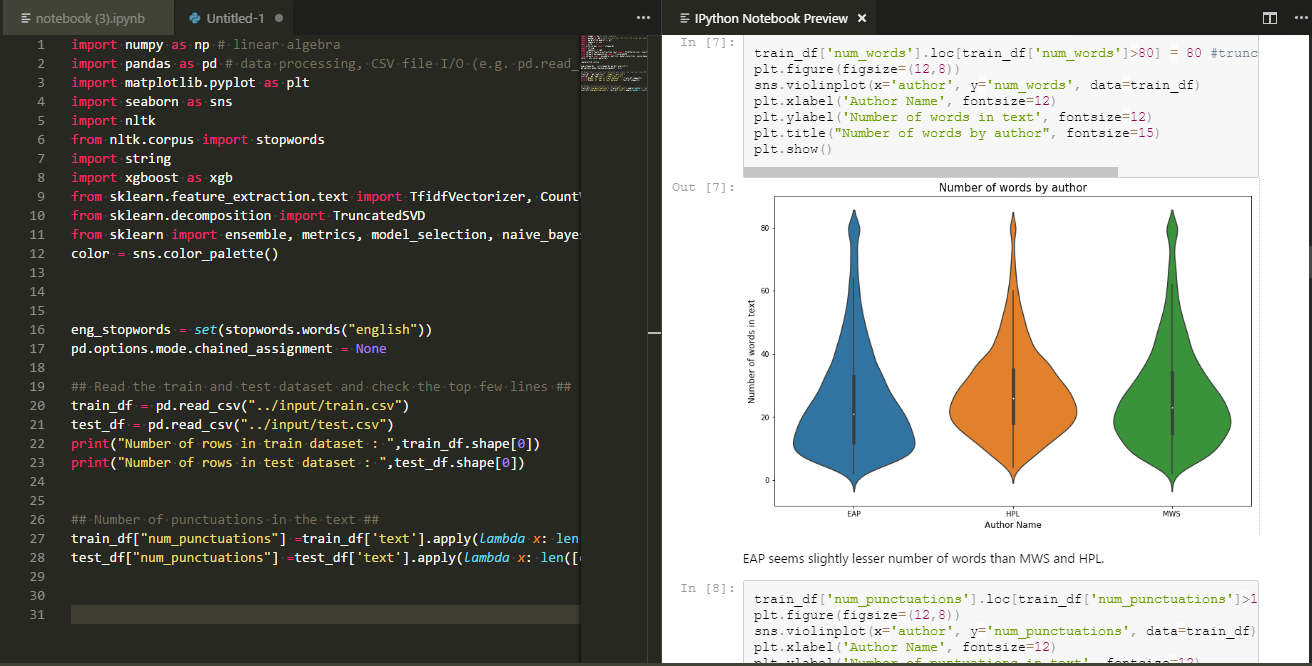 notebook (3).ipynb
Untitled-1
1 import numpy as np # linear algebra
2 import pandas as pd # data processing, CSV file I/O (e.g. pd.read_
3 import matplotlib.pyplot as plt
4 import seaborn as sns
5 import nltk
6 from nltk.corpus import stopwords
7 import string
8 import xgboost as xgb
9 from sklearn.feature_extraction.text import TfidfVectorizer, Count
10 from sklearn.decomposition import TruncatedSVD
11 from sklearn import ensemble, metrics, model_selection, naive_baye
12 color = sns.color_palette()
13
14
15
16 eng_stopwords = set(stopwords.words("english"))
17 pd.options.mode.chained_assignment = None
18
19 ## Read the train and test dataset and check the top few lines ##
20 train_df = pd.read_csv("../input/train.csv")
21 test_df = pd.read_csv("../input/test.csv")
22 print("Number of rows in train dataset : ",train_df.shape[0])
23 print("Number of rows in test dataset : ",test_df.shape[0])
24
25
26 ## Number of punctuations in the text ##
27 train_df["num_punctuations"] =train_df['text'].apply(lambda x: len
28 test_df["num_punctuations"] =test_df['text'].apply(lambda x: len([
29
30
31
IPython Notebook Preview
In [7]:
train_df['num_words'].loc[train_df['num_words']>80] = 80 #trunc
plt.figure(figsize=(12,8))
sns.violinplot(x='author', y='num_words', data=train_df)
plt.xlabel('Author Name', fontsize=12)
plt.ylabel('Number of words in text', fontsize=12)
plt.title("Number of words by author", fontsize=15)
plt.show()
Out [7]:
Number of words by author
Number of words in text
80
60
40
20
0
EAP HPL MWS
Author Name
EAP seems slightly lesser number of words than MWS and HPL.
In [8]:
train_df['num_punctuations'].loc[train_df['num_punctuations']>1
plt.figure(figsize=(12,8))
sns.violinplot(x='author', y='num_punctuations', data=train_df)
plt.xlabel('Author Name', fontsize=12)
plt.ylabel('Number of puntuations in text', fontsize=12)